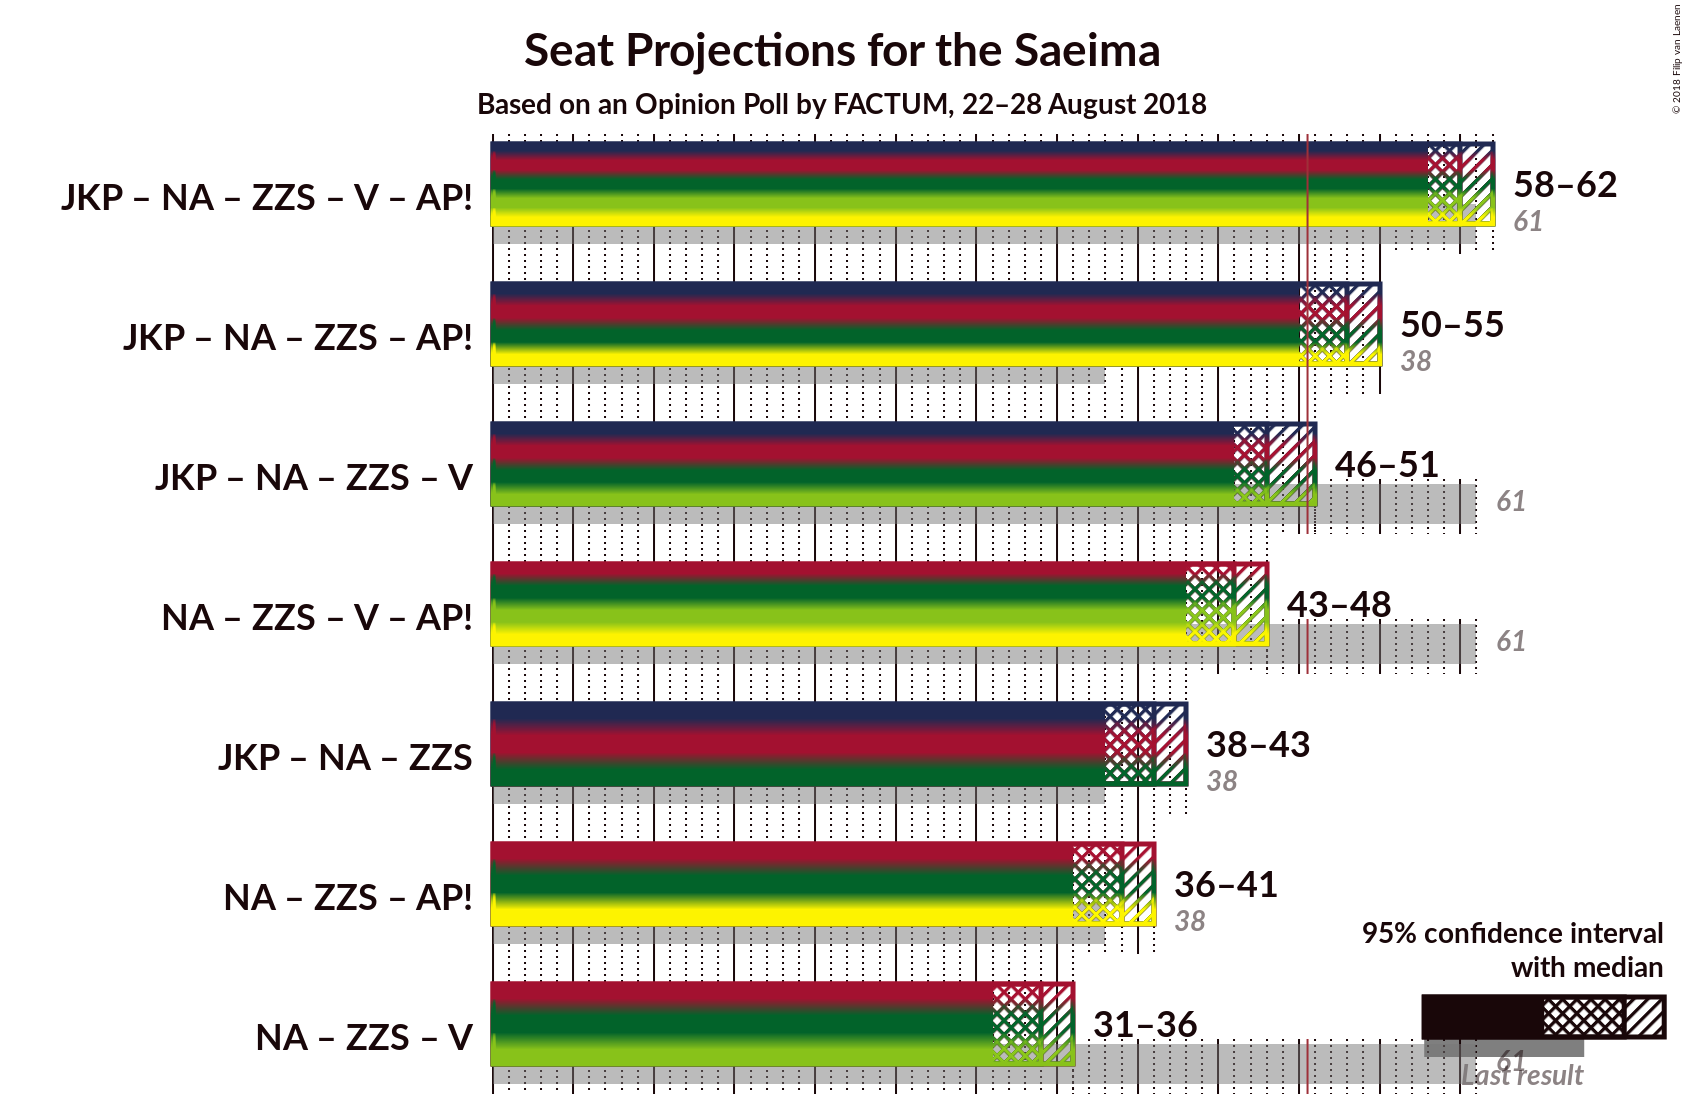 Seat Projections for the Saeima
Based on an Opinion Poll by FACTUM, 22–28 August 2018
© 2018 Filip van Laenen
JKP – NA – ZZS – V – AP!
58–62
61
JKP – NA – ZZS – AP!
50–55
38
JKP – NA – ZZS – V
46–51
61
NA – ZZS – V – AP!
43–48
61
JKP – NA – ZZS
38–43
38
NA – ZZS – AP!
36–41
38
NA – ZZS – V
31–36
61
95% confidence interval
with median
Last result